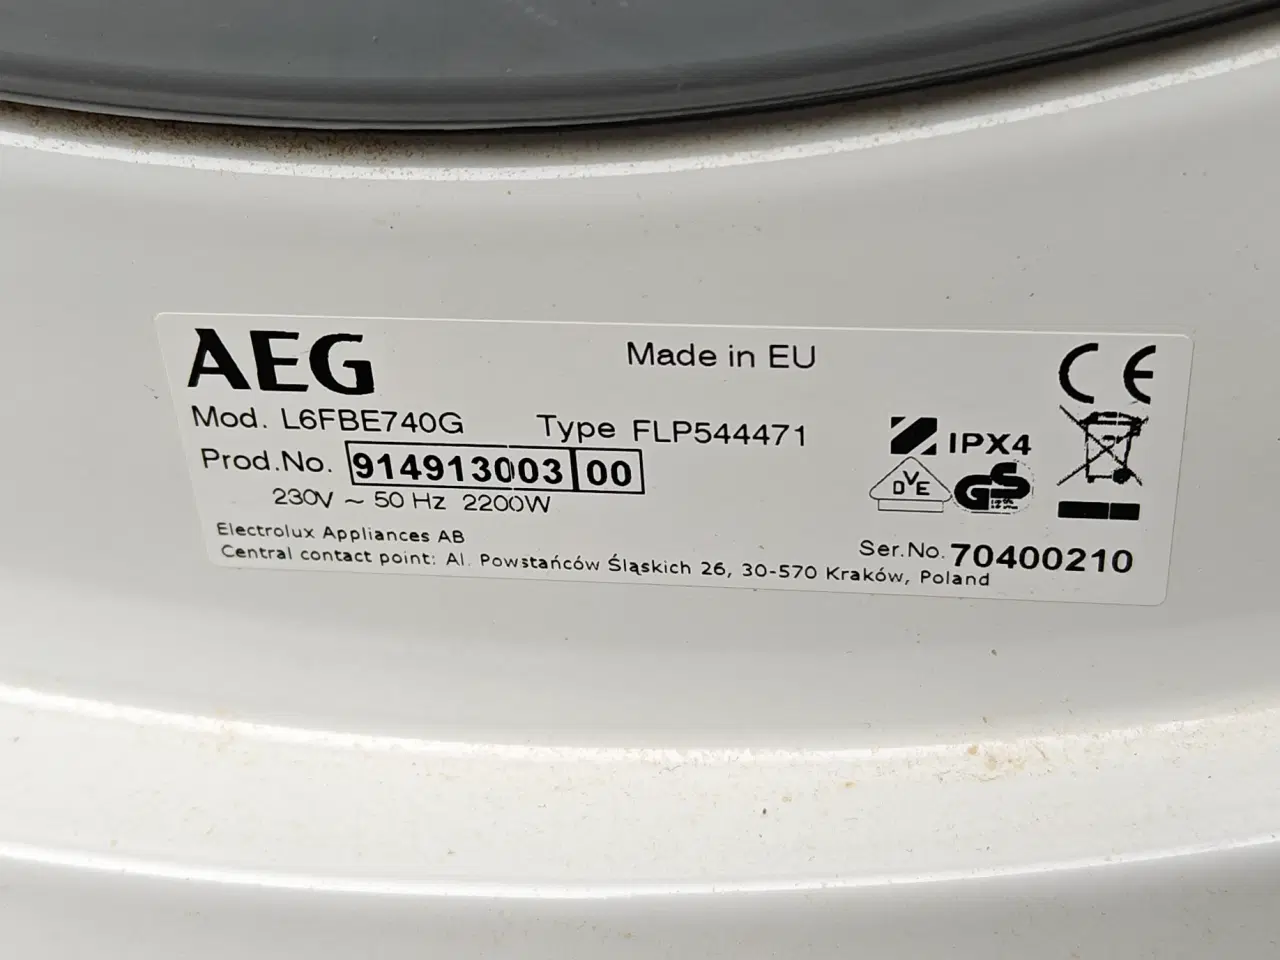 AEG
Made in EU
Mod. L6FBE740G
Type FLP544471
Prod.No. 914913003 00
230V ~ 50 Hz 2200W
IPX4
DVE
GS
CE
Electrolux Appliances AB
Central contact point: Al. Powstańców Śląskich 26, 30-570 Kraków, Poland
Ser.No. 70400210